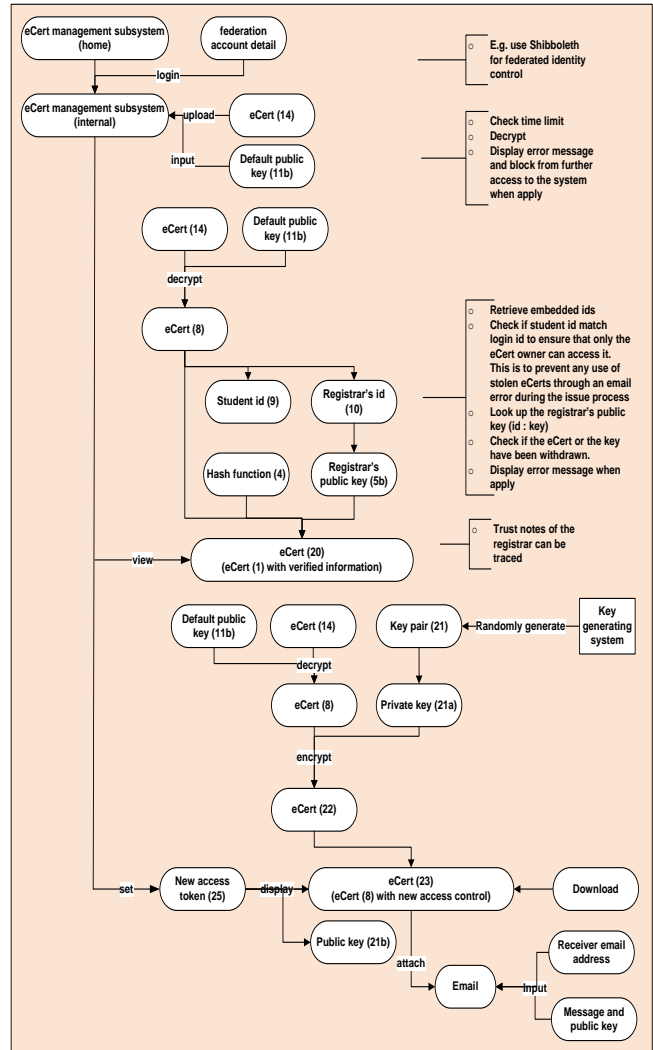 eCert management subsystem
(home)
federation
account detail
login
E.g. use Shibboleth
for federated identity
control
eCert management subsystem
(internal)
upload
eCert (14)
input
Default public
key (11b)
Check time limit
Decrypt
Display error message
and block from further
access to the system
when apply
eCert (14)
Default public
key (11b)
decrypt
eCert (8)
Student id (9)
Registrar's id
(10)
Hash function (4)
Registrar's
public key (5b)
Retrieve embedded ids
Check if student id match
login id to ensure that only the
eCert owner can access it.
This is to prevent any use of
stolen eCerts through an email
error during the issue process
Look up the registrar's public
key (id : key)
Check if the eCert or the key
have been withdrawn.
Display error message when
apply
view
eCert (20)
(eCert (1) with verified information)
Trust notes of the
registrar can be
traced
Default public
key (11b)
eCert (14)
Key pair (21)
Randomly generate
Key
generating
system
decrypt
eCert (8)
Private key (21a)
encrypt
eCert (22)
set
New access
token (25)
display
eCert (23)
(eCert (8) with new access control)
Download
Public key (21b)
attach
Email
Input
Receiver email
address
Message and
public key